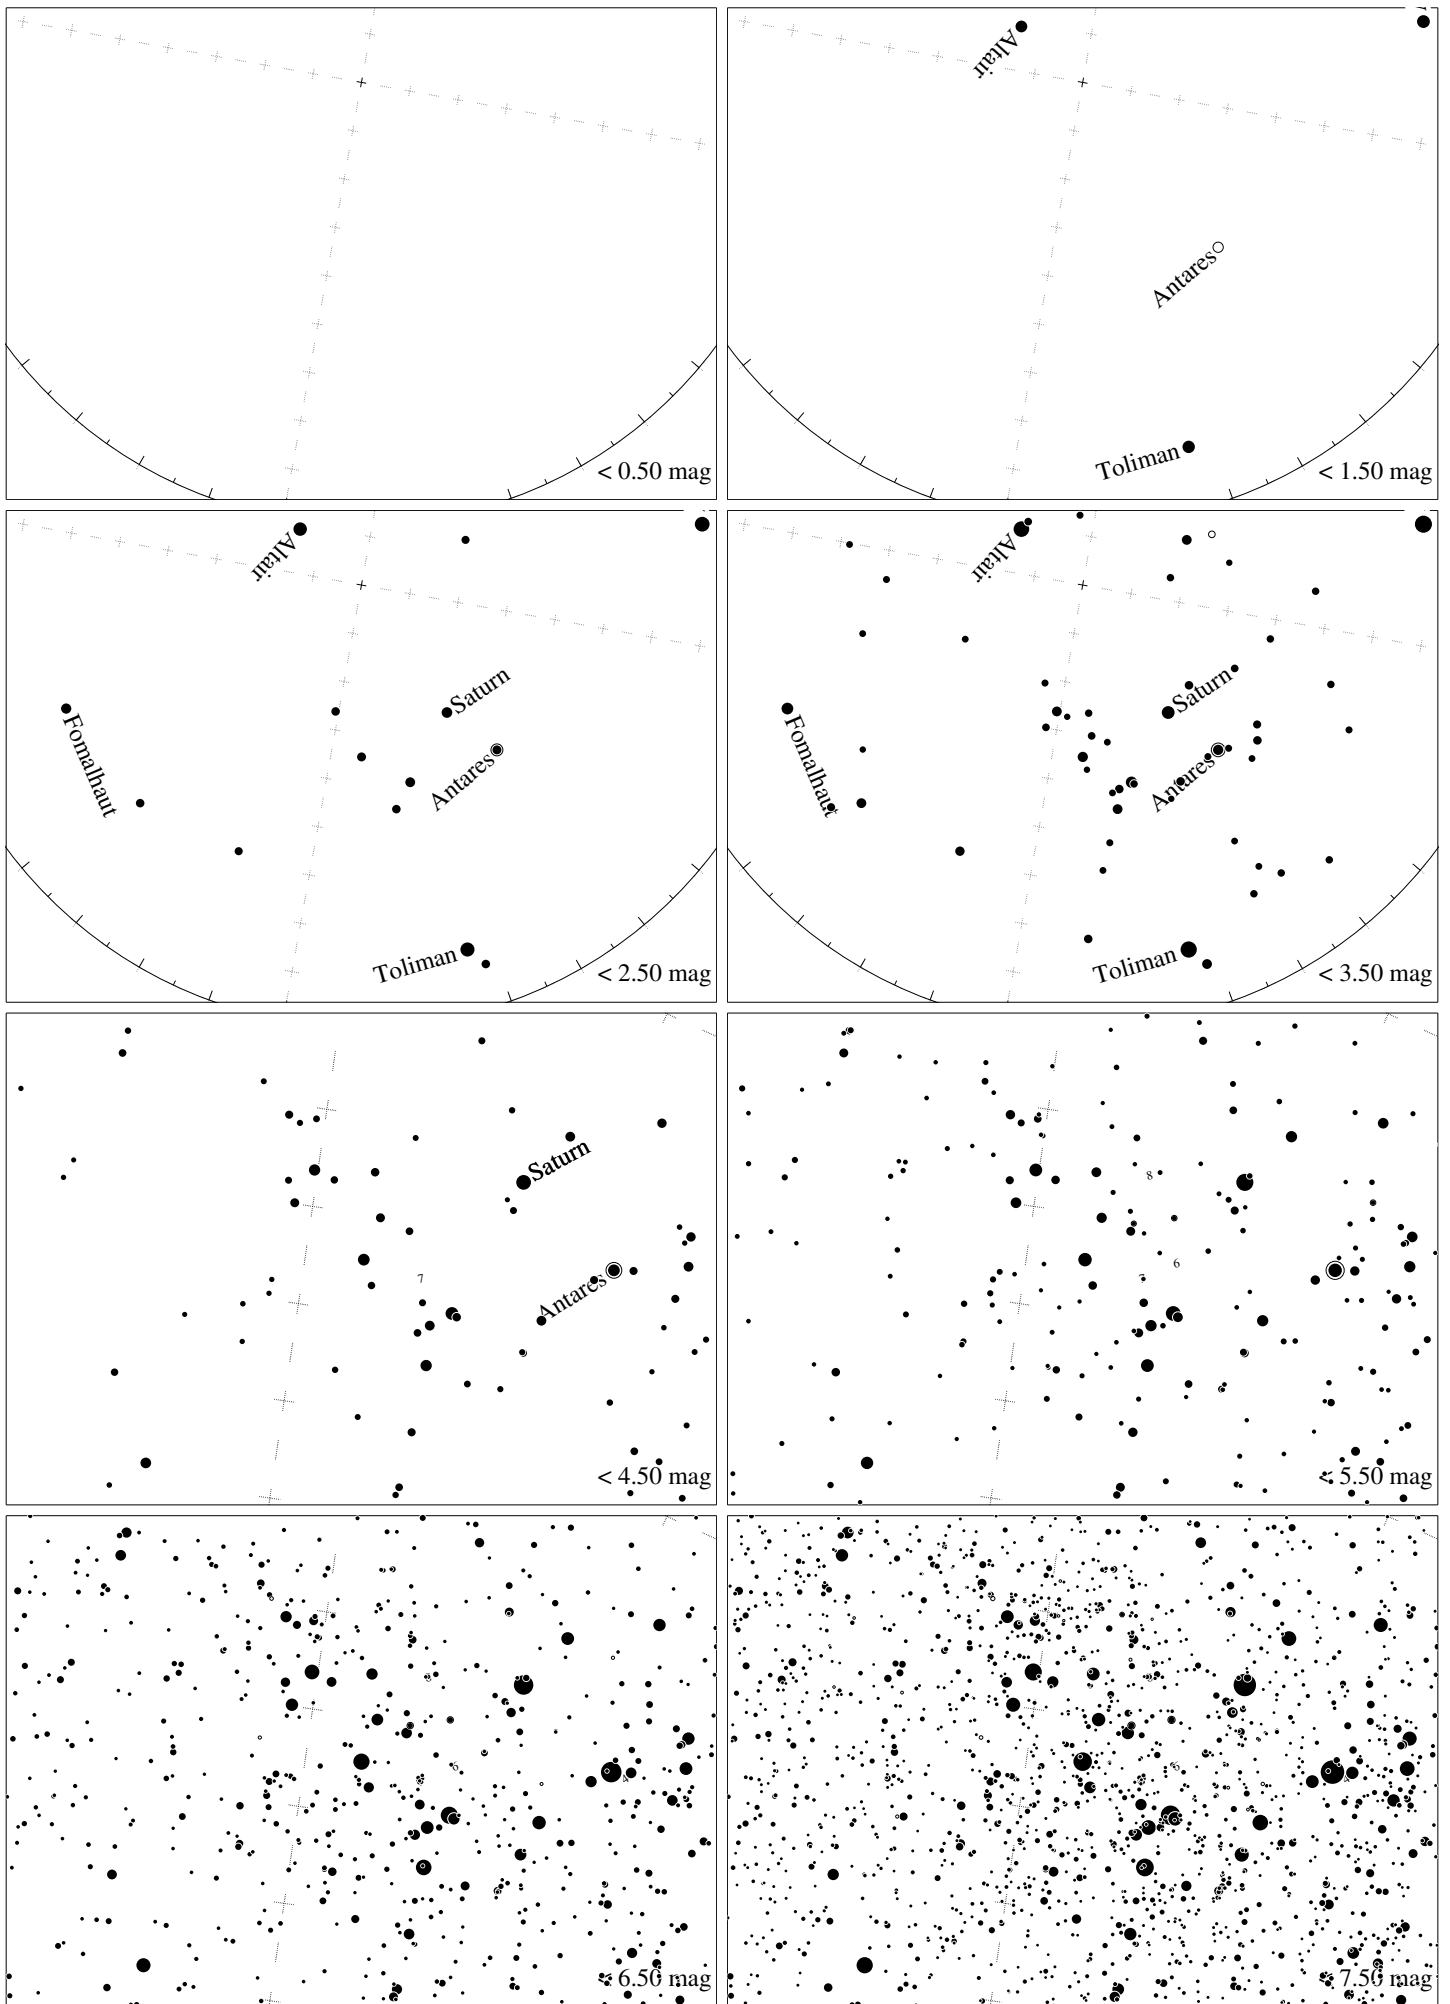 < 0.50 mag
Altair
Antares
Toliman
< 1.50 mag
Altair
Saturn
Fomalhaut
Antares
Toliman
< 2.50 mag
Altair
Saturn
Fomalhaut
Antares
Toliman
< 3.50 mag
Saturn
7
Antares
< 4.50 mag
8
6
7
< 5.50 mag
6
< 6.50 mag
6
< 7.50 mag